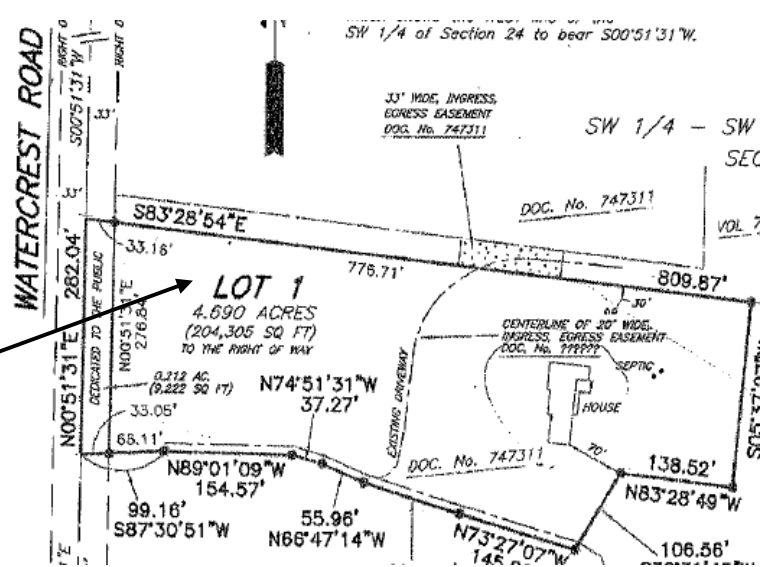 SW 1/4 of Section 24 to bear S00°51'31"W.
WATERCREST ROAD
RIGHT O
RIGHT O
S00°51'31"W
33'
33'
33' WIDE, INGRESS,
EGRESS EASEMENT
DOC. No. 747311
SW 1/4 - SW
SEC
DOC. No. 747311
VOL 7
S83°28'54"E
33.16'
776.71'
809.87'
30'
LOT 1
4.690 ACRES
(204,305 SQ FT)
TO THE RIGHT OF WAY
N00°51'31"E 282.04'
DEDICATED TO THE PUBLIC
N00°51'31"E
276.84'
0.212 AC.
(9,222 SQ FT)
33.05'
66.11'
99.16'
S87°30'51"W
N89°01'09"W
154.57'
N74°51'31"W
37.27'
55.96'
N66°47'14"W
EXISTING DRIVEWAY
CENTERLINE OF 20' WIDE,
INGRESS, EGRESS EASEMENT
DOC. No. ??????
SEPTIC
HOUSE
70'
DOC. No. 747311
138.52'
N83°28'49"W
N73°27'07"W
106.56'